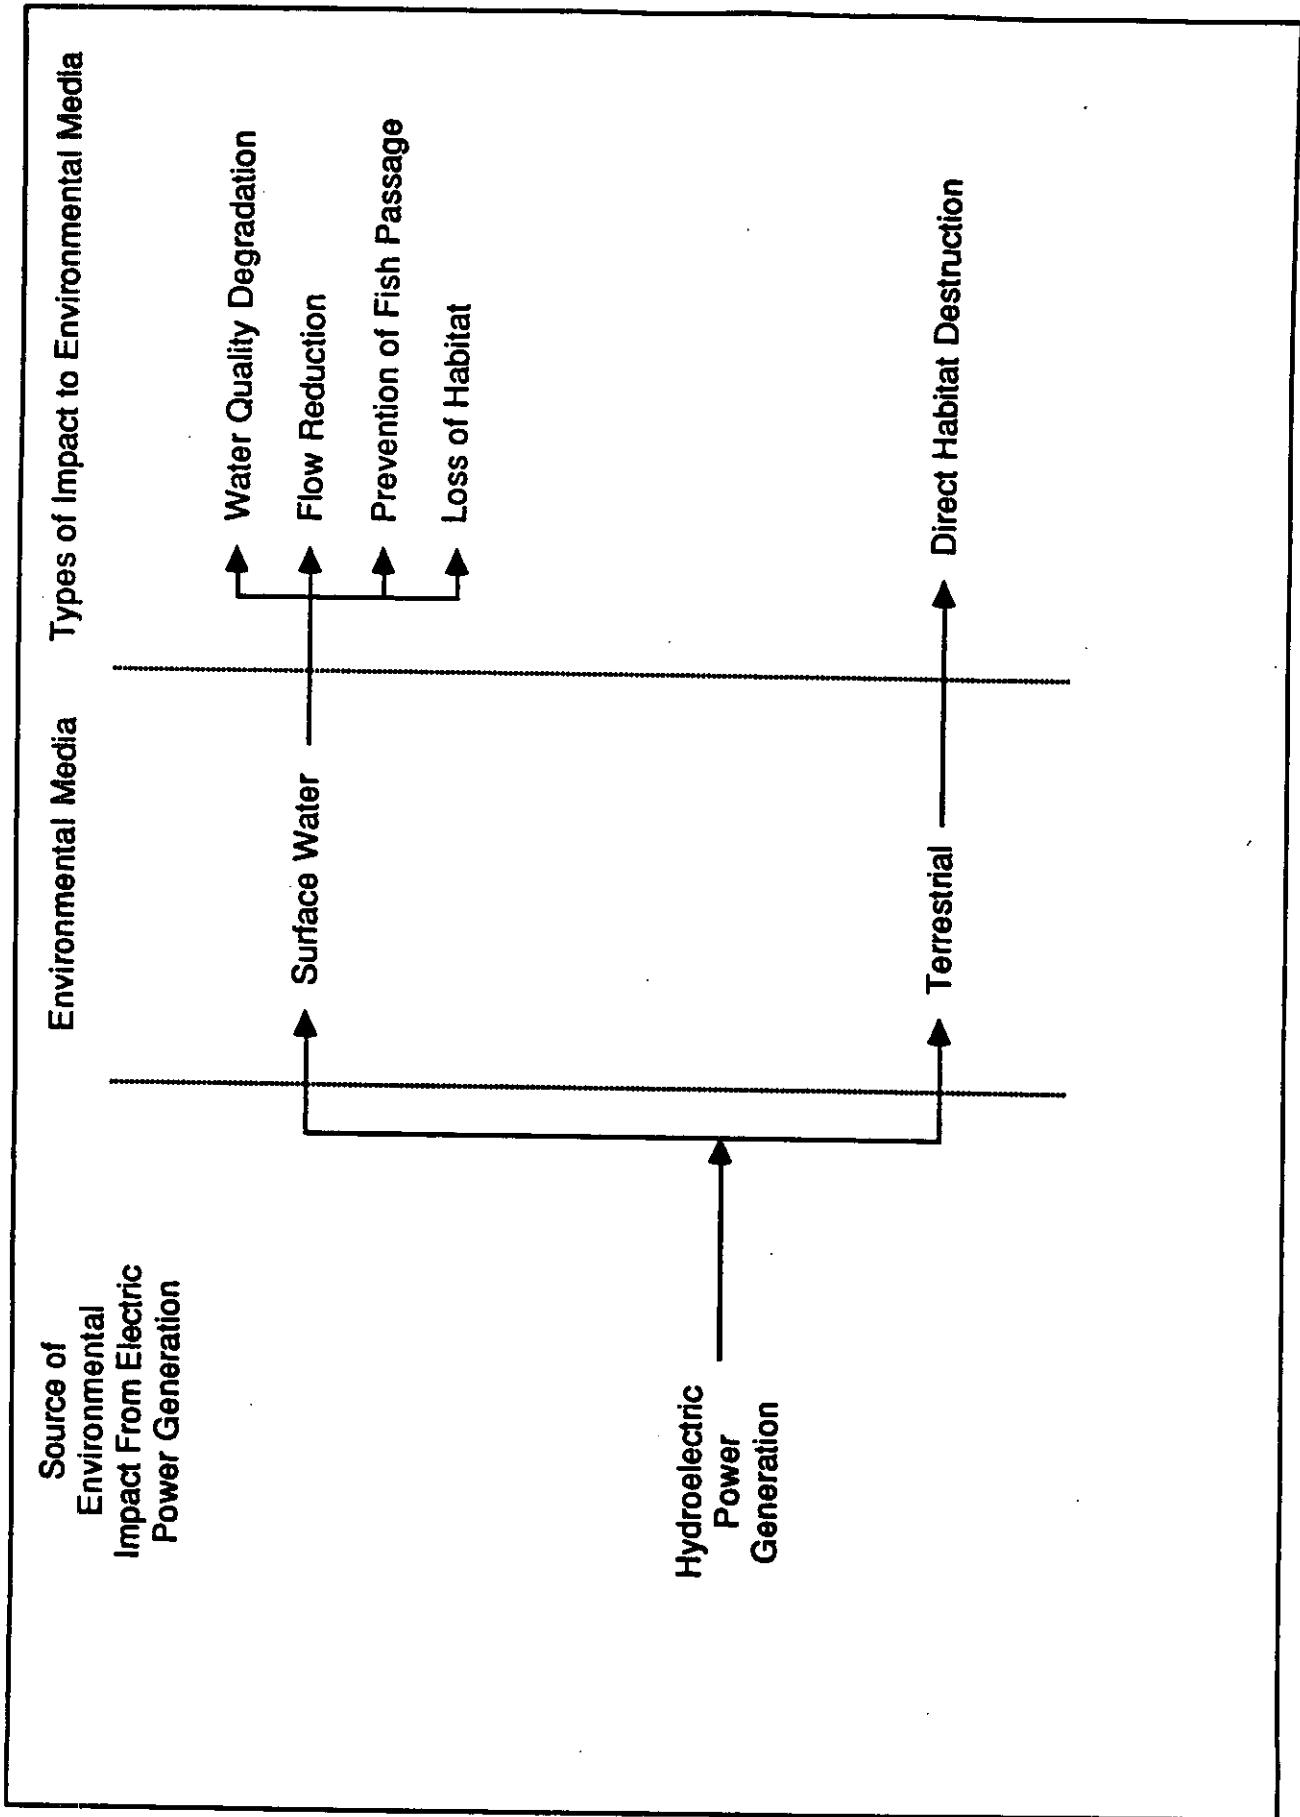 Source of
Environmental
Impact From Electric
Power Generation
Environmental Media
Types of Impact to Environmental Media
Hydroelectric
Power
Generation
Surface Water
Water Quality Degradation
Flow Reduction
Prevention of Fish Passage
Loss of Habitat
Terrestrial
Direct Habitat Destruction